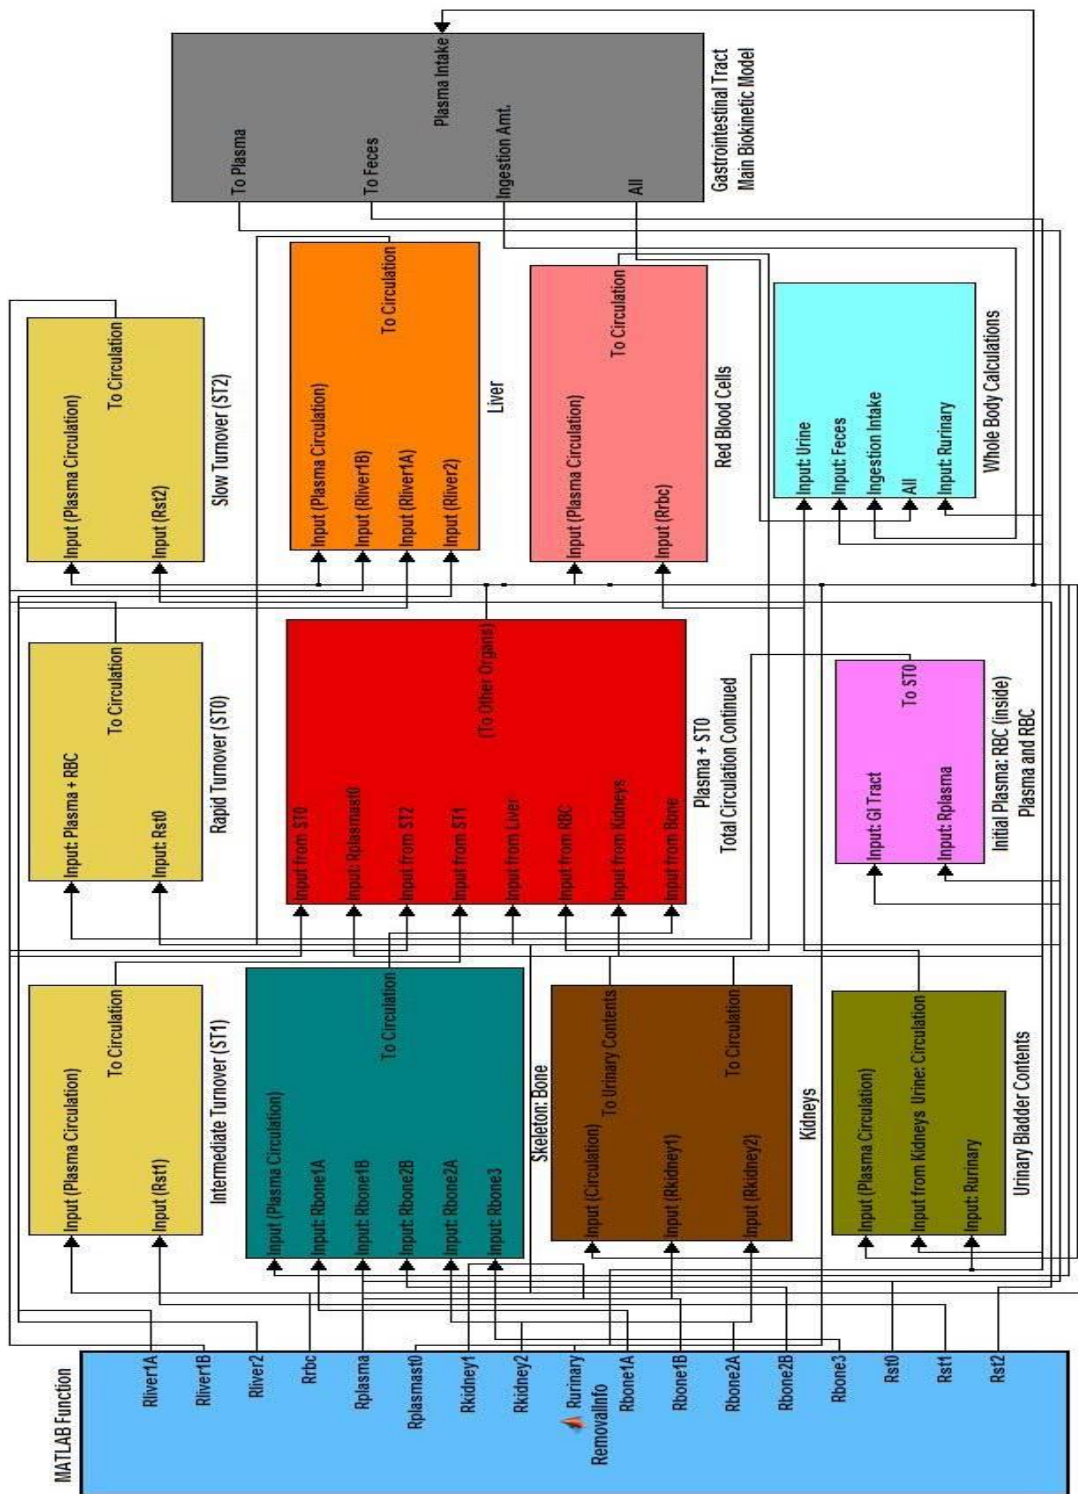 MATLAB Function
Rliver1A
Rliver1B
Rliver2
Rrbc
Rplasma
Rplasmast0
Rkidney1
Rkidney2
Rurinary
RemovalInfo
Rbone1A
Rbone1B
Rbone2A
Rbone2B
Rbone3
Rst0
Rst1
Rst2
Input (Plasma Circulation)
To Circulation
Input (Rst1)
Intermediate Turnover (ST1)
Input (Plasma Circulation)
Input: Rbone1A
Input: Rbone1B
To Circulation
Input: Rbone2B
Input: Rbone2A
Input: Rbone3
Skeleton: Bone
Input (Circulation)
To Urinary Contents
Input (Rkidney1)
To Circulation
Input (Rkidney2)
Kidneys
Input (Plasma Circulation)
Input from Kidneys Urine: Circulation
Input: Rurinary
Urinary Bladder Contents
Input: Plasma + RBC
To Circulation
Input: Rst0
Rapid Turnover (ST0)
Input from ST0
Input: Rplasmast0
Input from ST2
Input from ST1
(To Other Organs)
Input from Liver
Input from RBC
Input from Kidneys
Input from Bone
Plasma + ST0
Total Circulation Continued
Input: GI Tract
To ST0
Input: Rplasma
Initial Plasma: RBC (inside)
Plasma and RBC
Input (Plasma Circulation)
To Circulation
Input (Rst2)
Slow Turnover (ST2)
Input (Plasma Circulation)
Input (Rliver1B)
To Circulation
Input (Rliver1A)
Input (Rliver2)
Liver
Input (Plasma Circulation)
To Circulation
Input (Rrbc)
Red Blood Cells
Input: Urine
Input: Feces
Ingestion Intake
All
Input: Rurinary
Whole Body Calculations
To Plasma
To Feces
Plasma Intake
Ingestion Amt.
All
Gastrointestinal Tract
Main Biokinetic Model